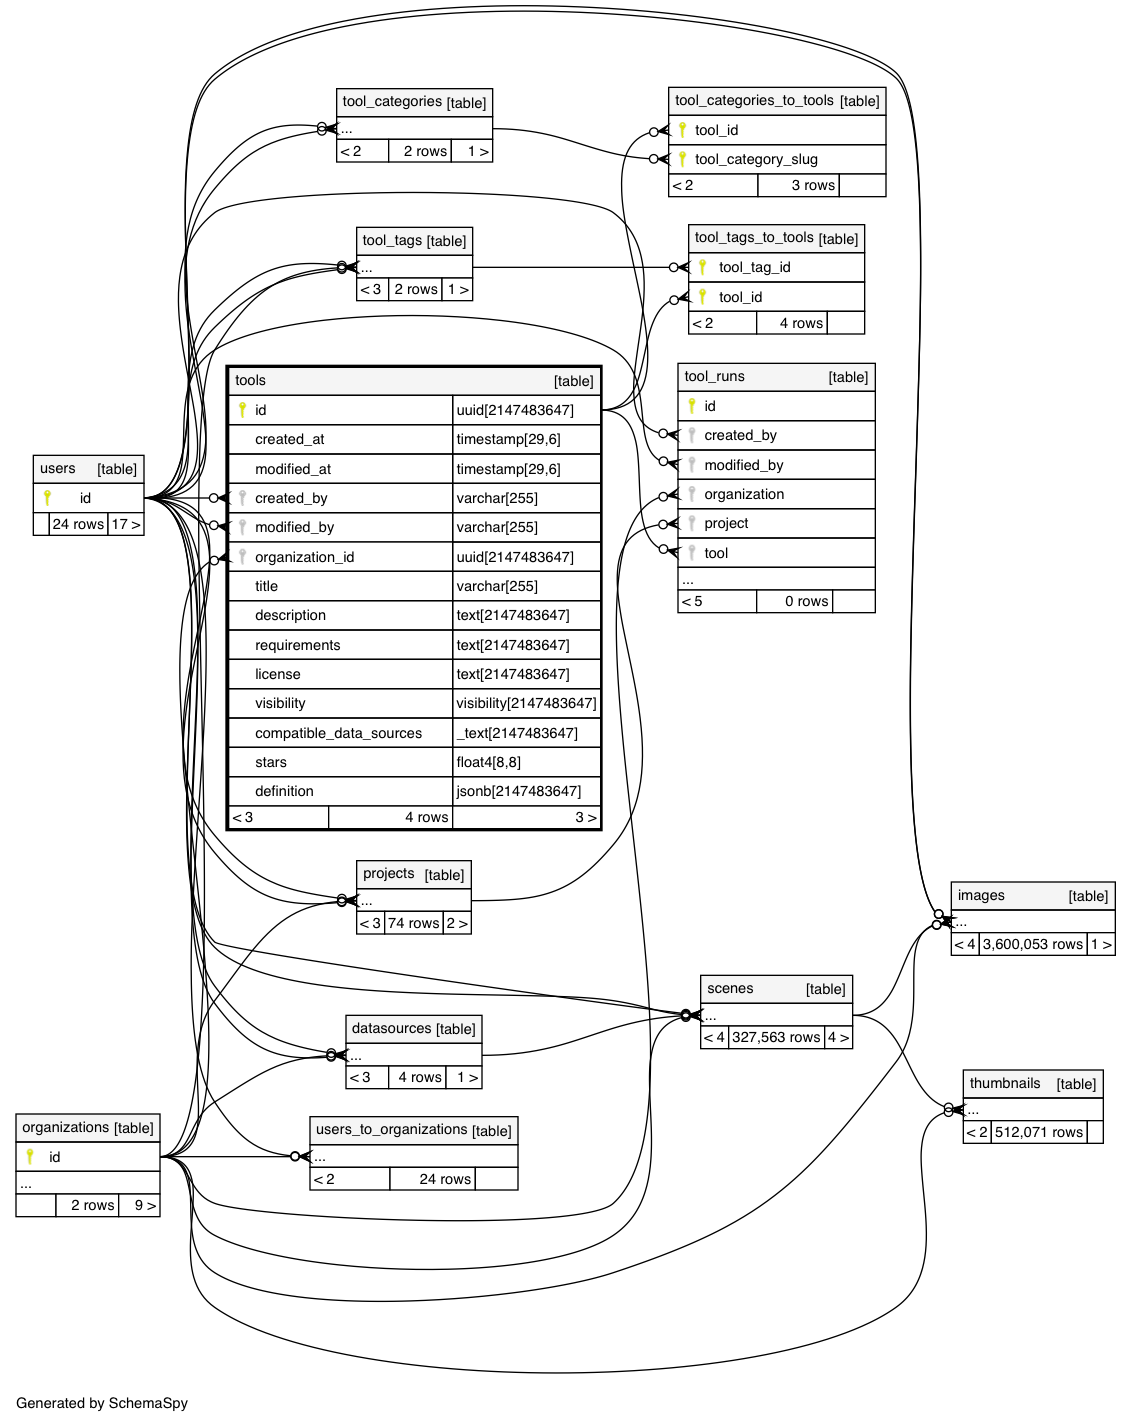 tool_categories [table]
...
< 2 2 rows 1 >
tool_categories_to_tools [table]
tool_id
tool_category_slug
< 2 3 rows
tool_tags [table]
...
< 3 2 rows 1 >
tool_tags_to_tools [table]
tool_tag_id
tool_id
< 2 4 rows
tools [table]
id uuid[2147483647]
created_at timestamp[29,6]
modified_at timestamp[29,6]
created_by varchar[255]
modified_by varchar[255]
organization_id uuid[2147483647]
title varchar[255]
description text[2147483647]
requirements text[2147483647]
license text[2147483647]
visibility visibility[2147483647]
compatible_data_sources _text[2147483647]
stars float4[8,8]
definition jsonb[2147483647]
< 3 4 rows 3 >
tool_runs [table]
id
created_by
modified_by
organization
project
tool
...
< 5 0 rows
users [table]
id
24 rows 17 >
projects [table]
...
< 3 74 rows 2 >
images [table]
...
< 4 3,600,053 rows 1 >
scenes [table]
...
< 4 327,563 rows 4 >
datasources [table]
...
< 3 4 rows 1 >
thumbnails [table]
...
< 2 512,071 rows
organizations [table]
id
...
2 rows 9 >
users_to_organizations [table]
...
< 2 24 rows
Generated by SchemaSpy